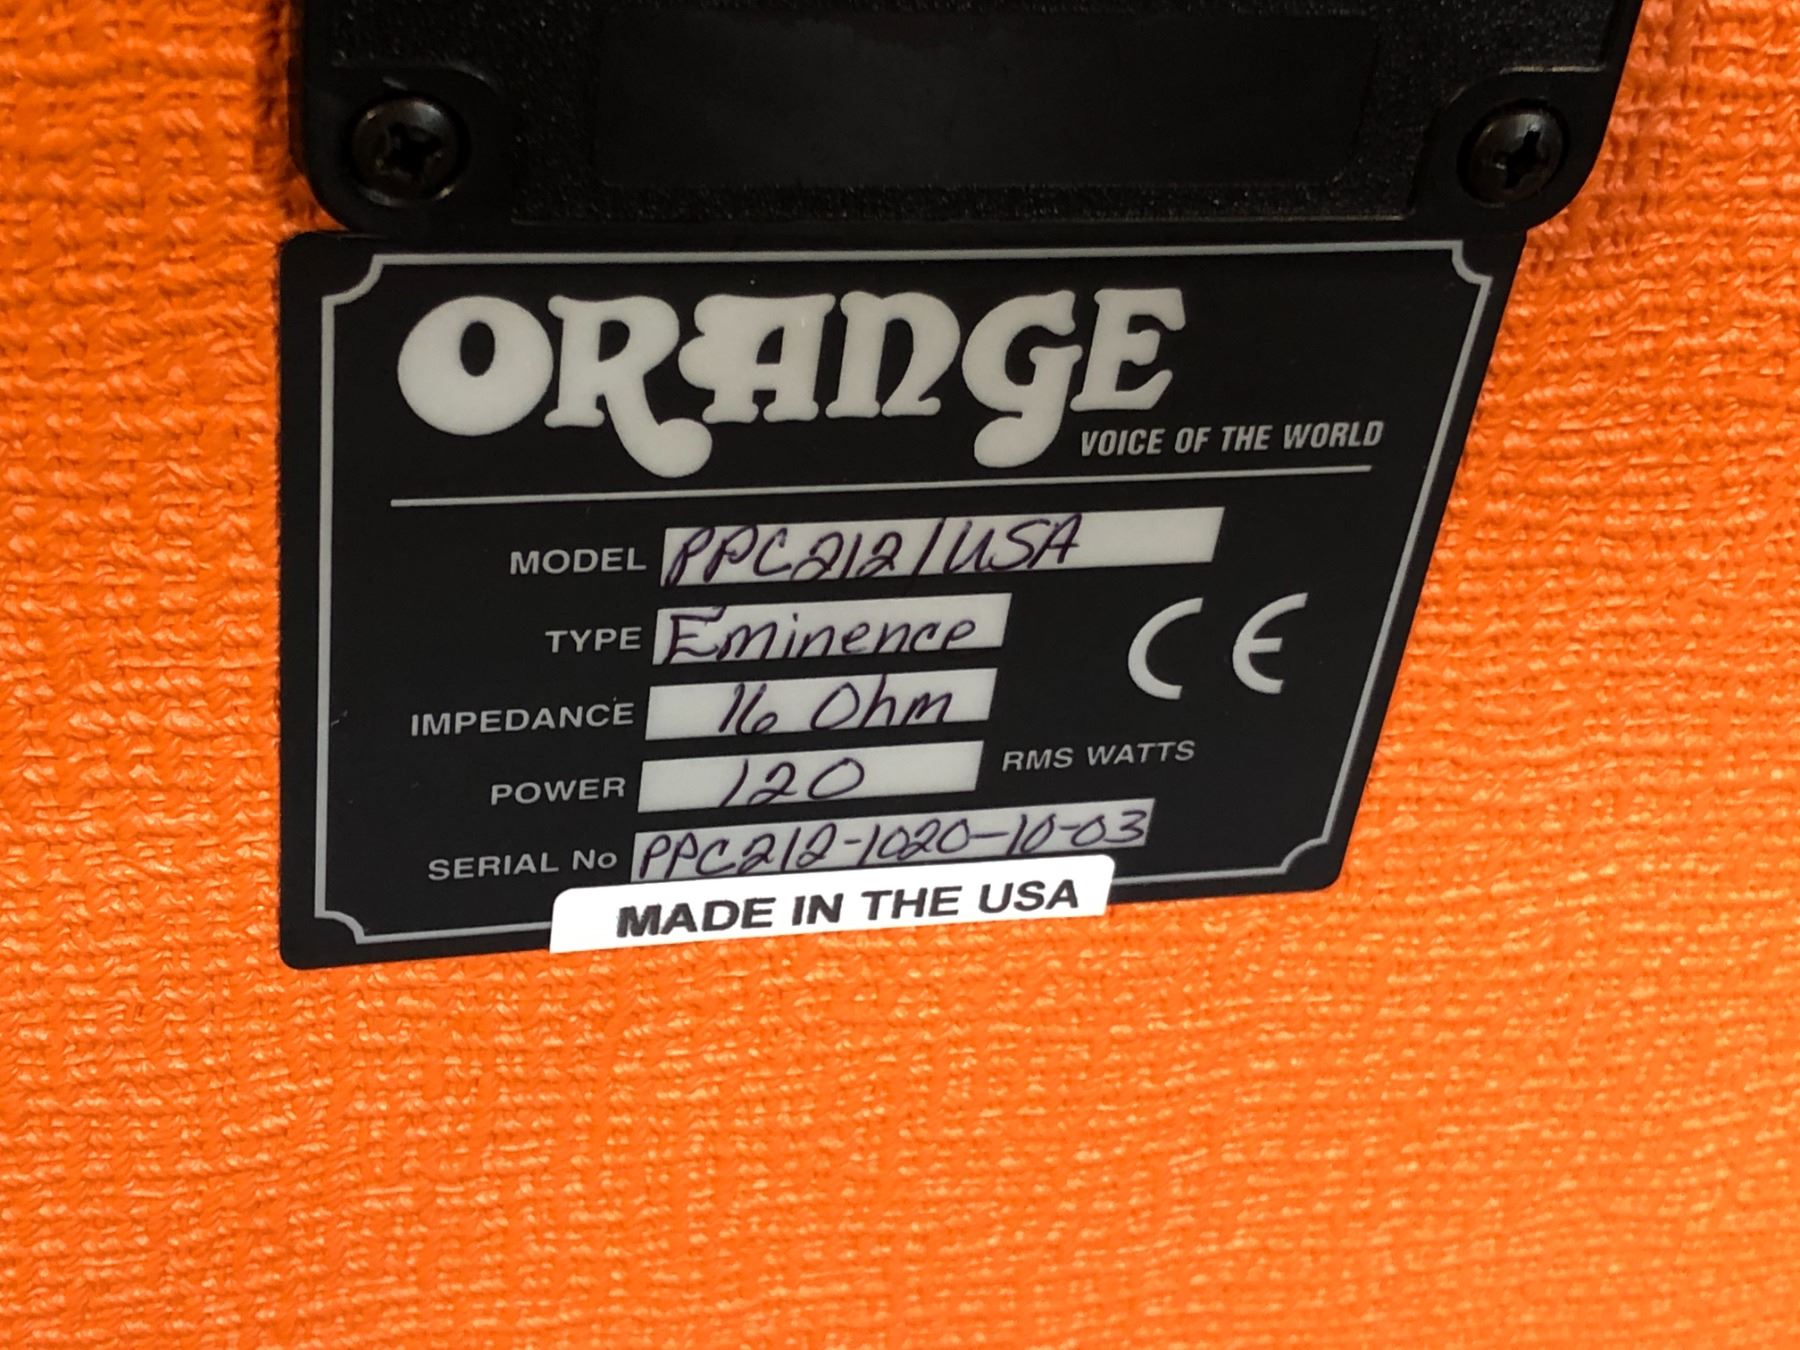 ORANGE
VOICE OF THE WORLD
MODEL PPC212/USA
TYPE Eminence
CE
IMPEDANCE 16 Ohm
POWER 120 RMS WATTS
SERIAL No PPC212-1020-10-03
MADE IN THE USA